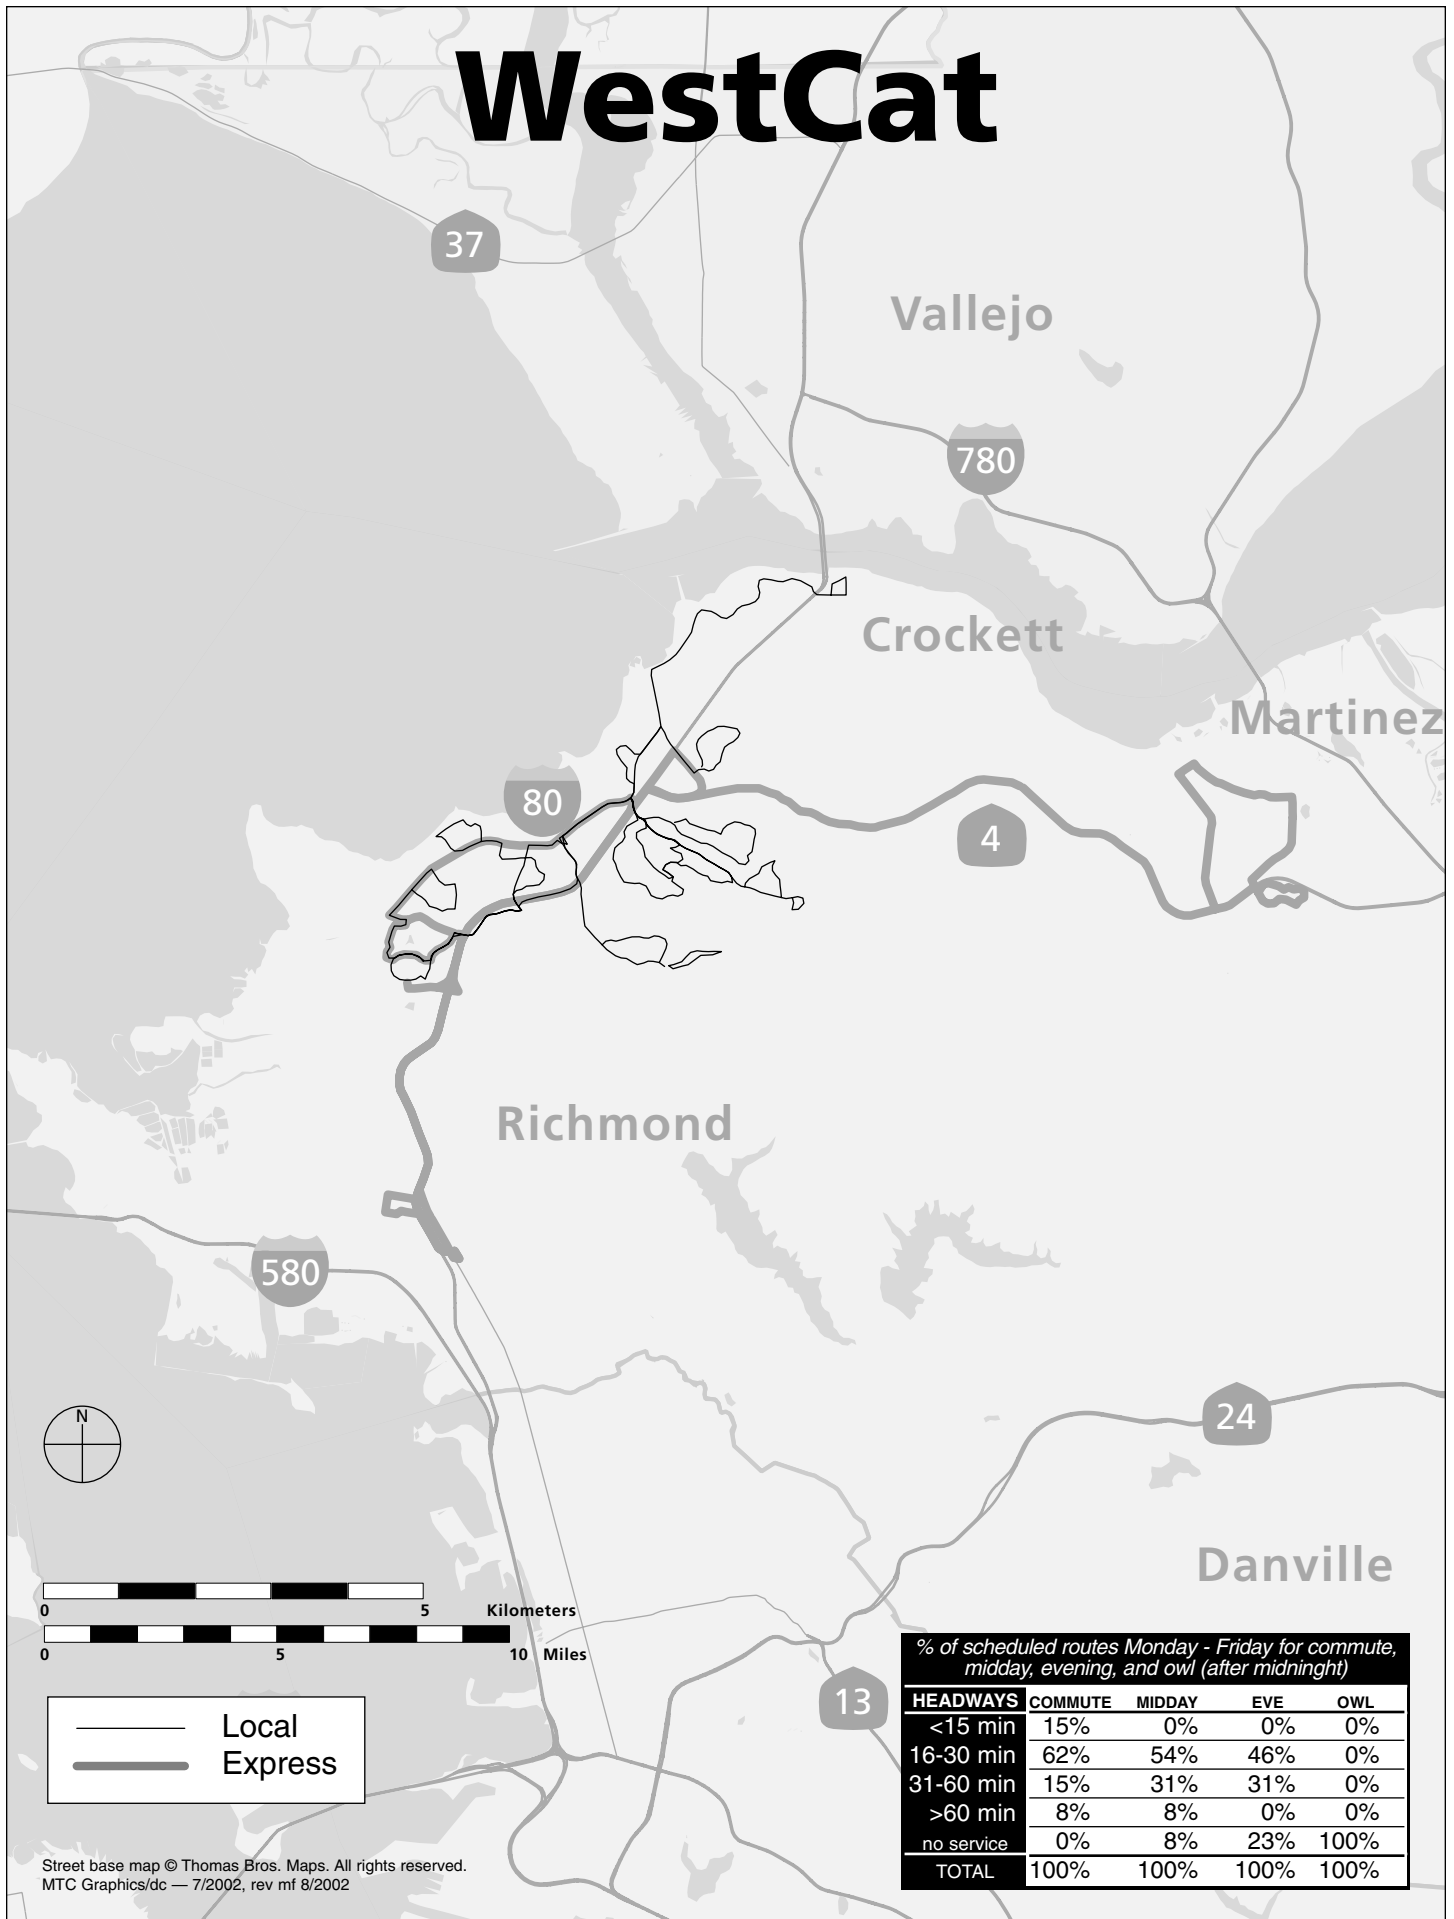 WestCat
37
Vallejo
780
Crockett
Martinez
80
4
Richmond
580
24
N
Danville
0 5 Kilometers
0 5 10 Miles
13
Local
Express
% of scheduled routes Monday - Friday for commute,
midday, evening, and owl (after midninght)
HEADWAYS COMMUTE MIDDAY EVE OWL
<15 min 15% 0% 0% 0%
16-30 min 62% 54% 46% 0%
31-60 min 15% 31% 31% 0%
>60 min 8% 8% 0% 0%
no service 0% 8% 23% 100%
TOTAL 100% 100% 100% 100%
Street base map © Thomas Bros. Maps. All rights reserved.
MTC Graphics/dc — 7/2002, rev mf 8/2002